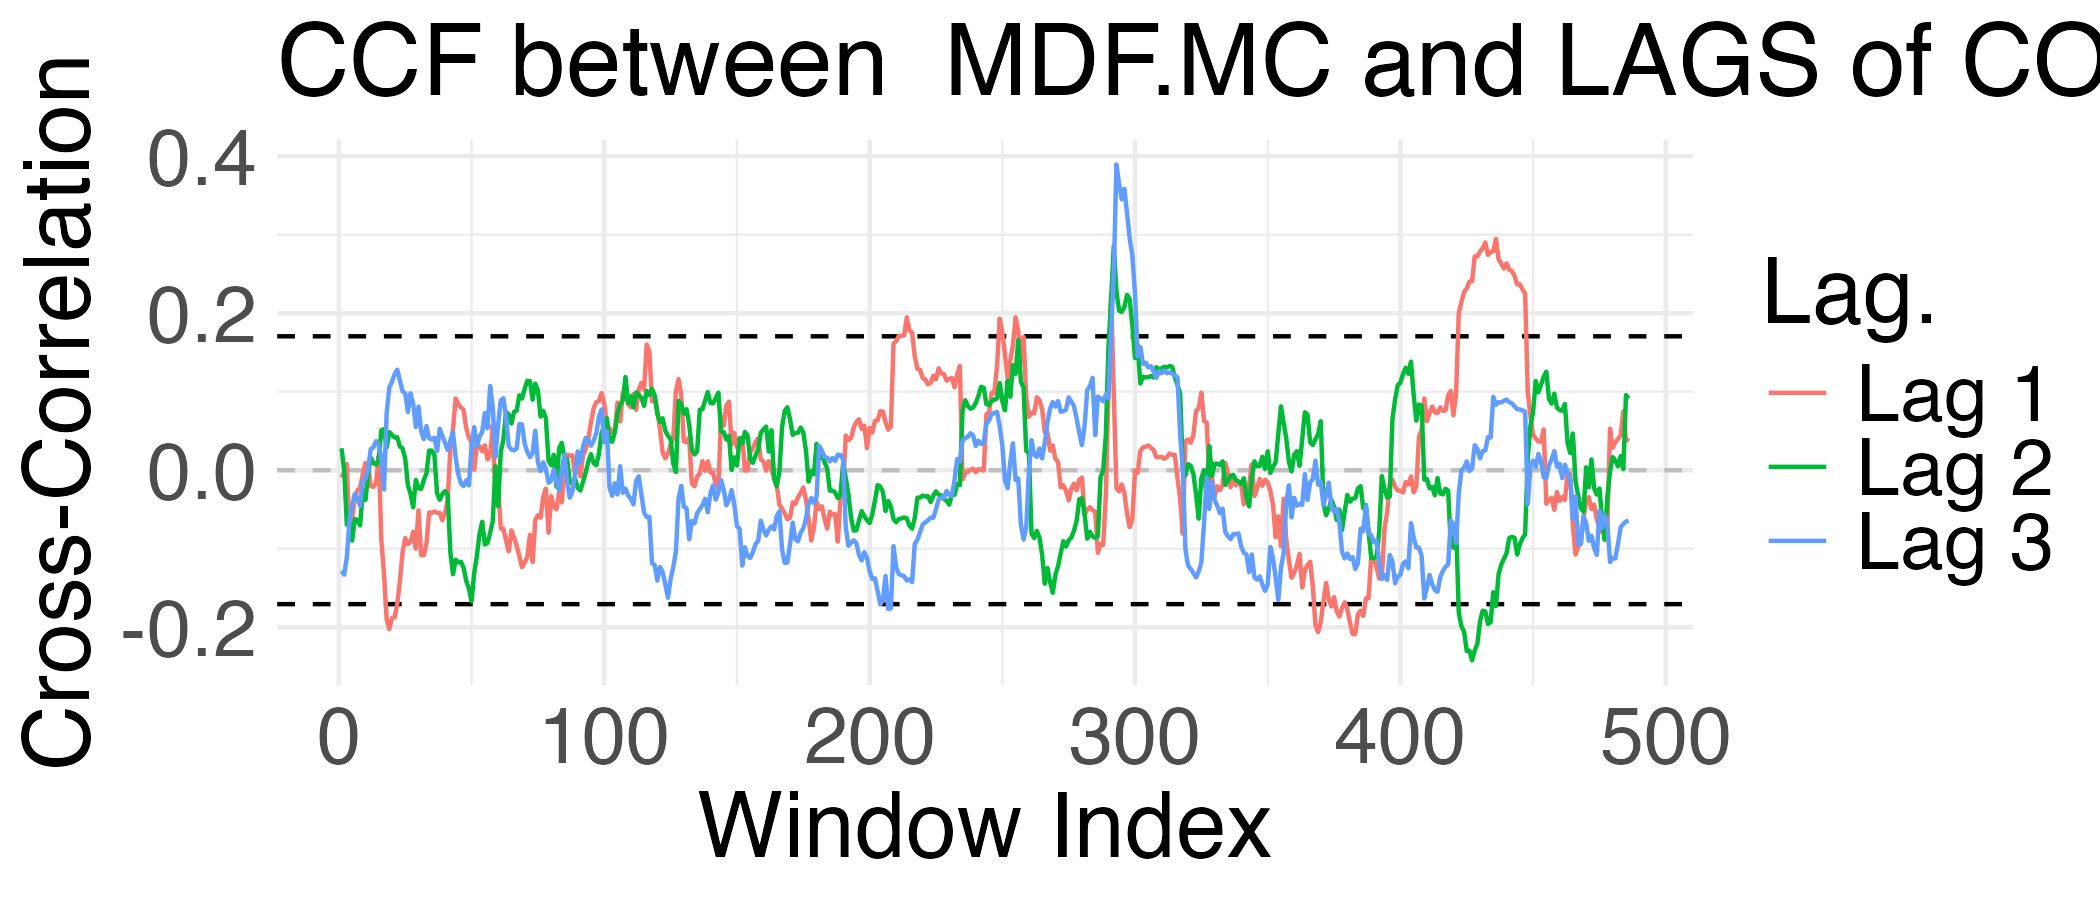 CCF between MDF.MC and LAGS of CO
Cross-Correlation
0.4
0.2
0.0
-0.2
0 100 200 300 400 500
Window Index
Lag.
Lag 1
Lag 2
Lag 3